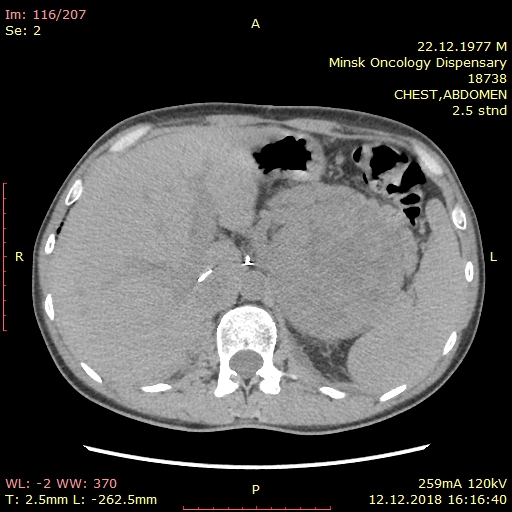 Im: 116/207
Se: 2
A
22.12.1977 M
Minsk Oncology Dispensary
18738
CHEST,ABDOMEN
2.5 stnd
R
L
WL: -2 WW: 370
T: 2.5mm L: -262.5mm
P
259mA 120kV
12.12.2018 16:16:40